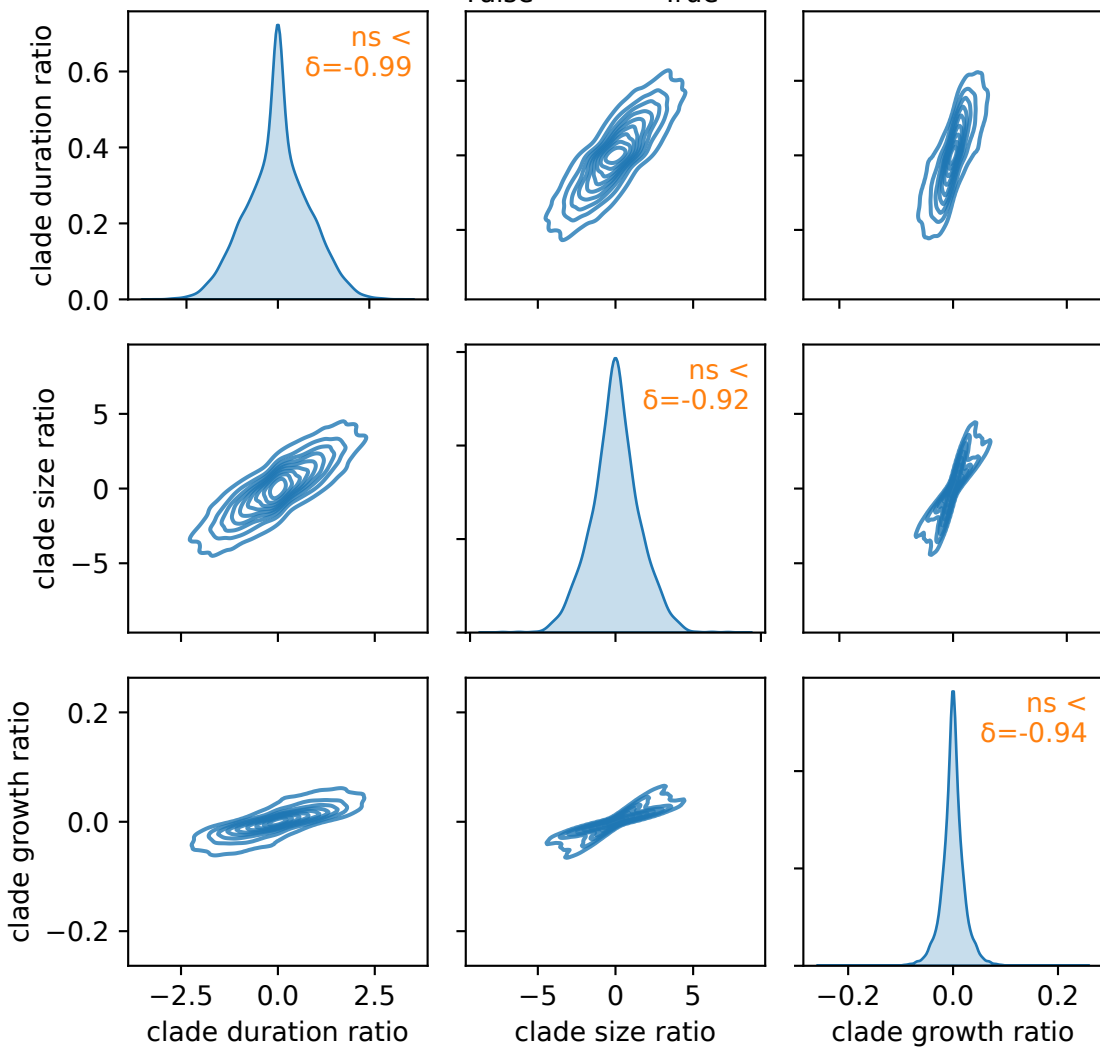 ns <
δ=-0.99
clade duration ratio
0.6
0.4
0.2
0.0
ns <
δ=-0.92
clade size ratio
5
0
−5
ns <
δ=-0.94
clade growth ratio
0.2
0.0
−0.2
−2.5 0.0 2.5 −5 0 5 −0.2 0.0 0.2
clade duration ratio clade size ratio clade growth ratio